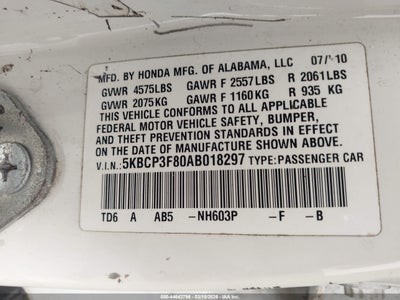 MFD. BY HONDA MFG. OF ALABAMA, LLC 07/10
GVWR 4575LBS GAWR F 2557LBS R 2061LBS
GVWR 2075KG GAWR F 1160KG R 935 KG
THIS VEHICLE CONFORMS TO ALL APPLICABLE
FEDERAL MOTOR VEHICLE SAFETY, BUMPER,
AND THEFT PREVENTION STANDARDS IN EFFECT
ON THE DATE OF MANUFACTURE SHOWN ABOVE.
V.I.N.: 5KBCP3F80AB018297 TYPE: PASSENGER CAR
TD6 A AB5 -NH603P -F -B